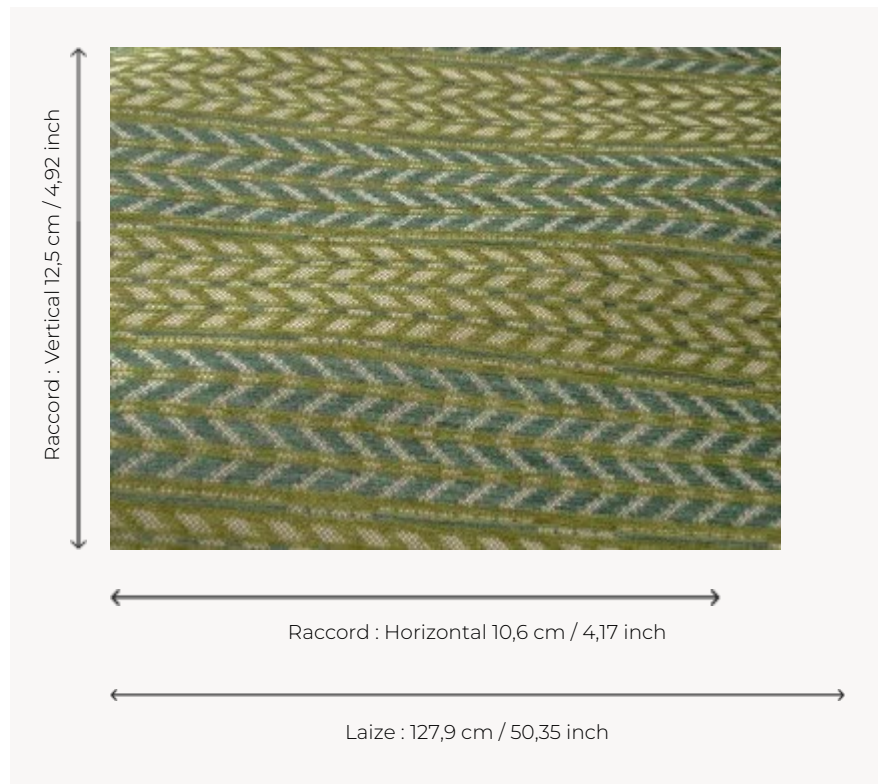 Raccord : Vertical 12,5 cm / 4,92 inch
Raccord : Horizontal 10,6 cm / 4,17 inch
Laize : 127,9 cm / 50,35 inch